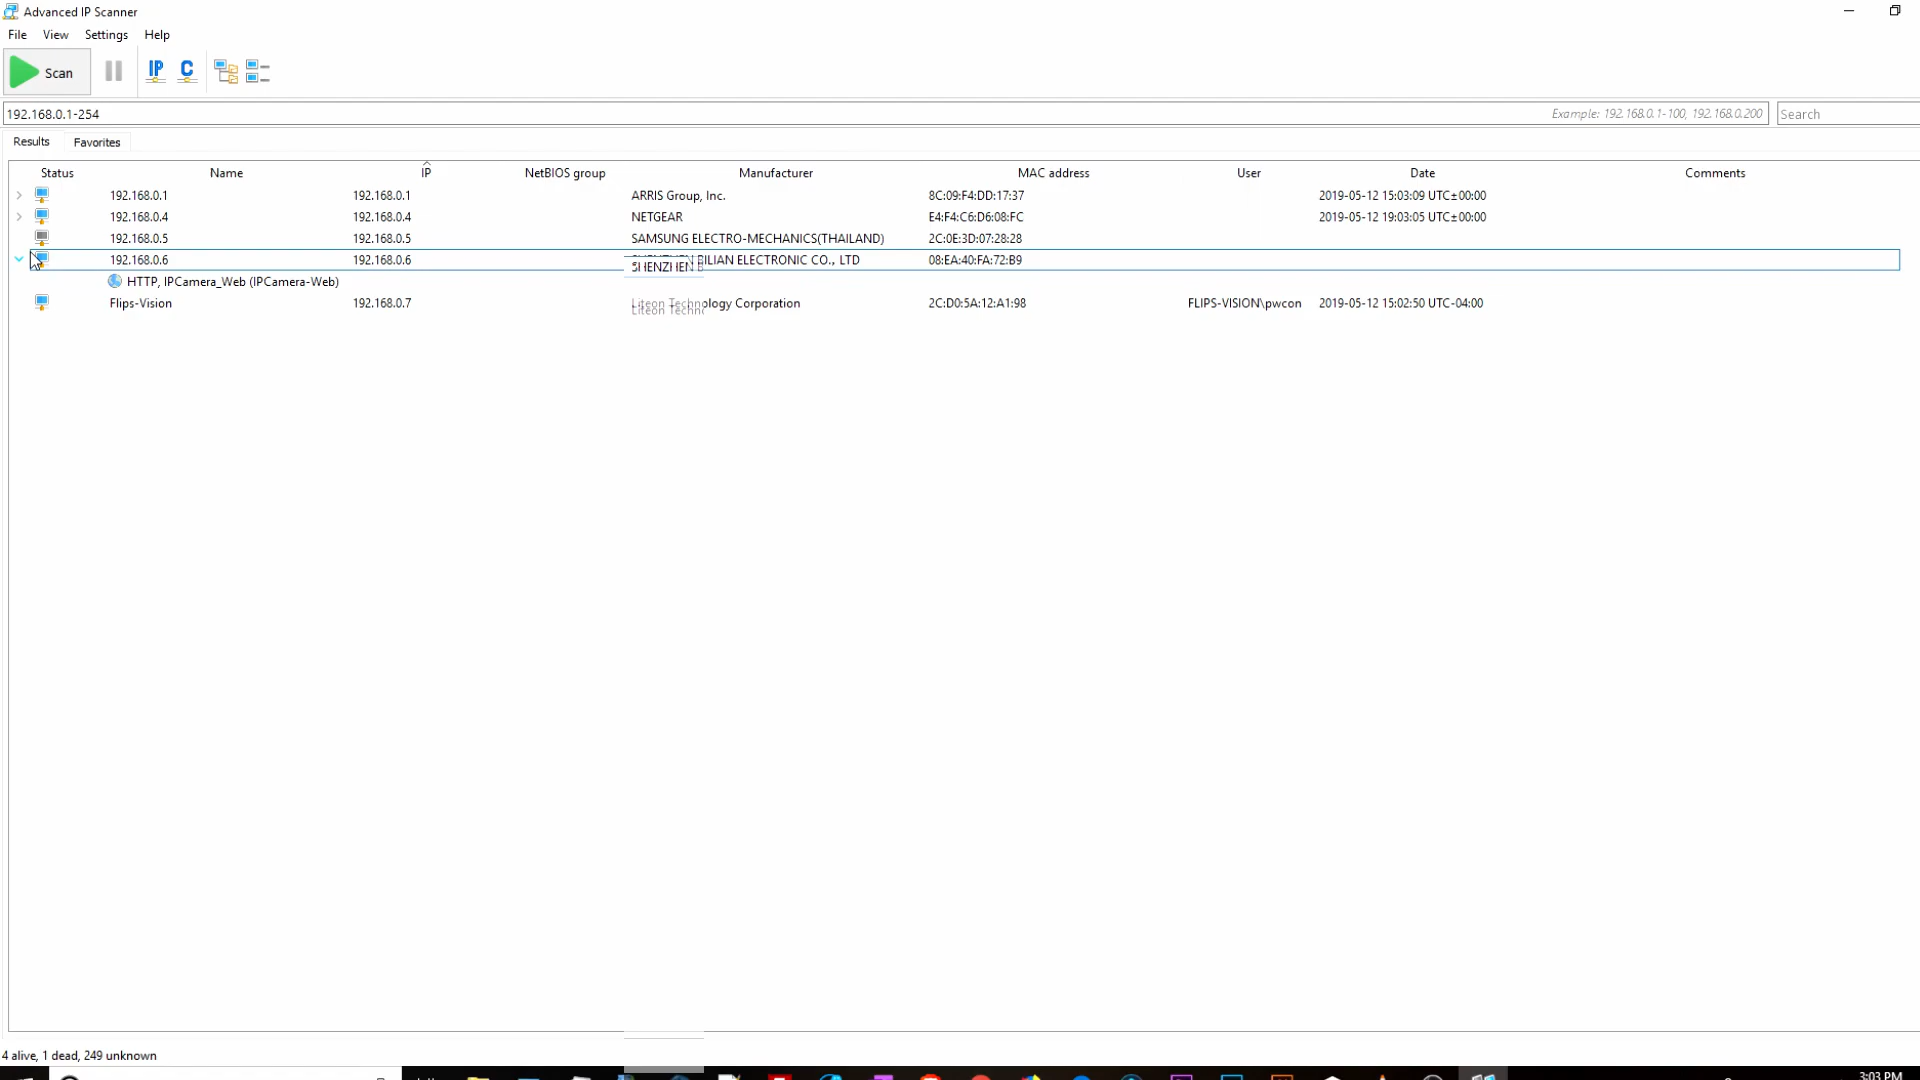 Advanced IP Scanner
File View Settings Help
Scan IP C
192.168.0.1-254 Example: 192.168.0.1-100, 192.168.0.200 Search
Results Favorites
Status Name IP NetBIOS group Manufacturer MAC address User Date Comments
192.168.0.1 192.168.0.1 ARRIS Group, Inc. 8C:09:F4:DD:17:37 2019-05-12 15:03:09 UTC±00:00
192.168.0.4 192.168.0.4 NETGEAR E4:F4:C6:D6:08:FC 2019-05-12 19:03:05 UTC±00:00
192.168.0.5 192.168.0.5 SAMSUNG ELECTRO-MECHANICS(THAILAND) 2C:0E:3D:07:28:28
192.168.0.6 192.168.0.6 SHENZHEN BILIAN ELECTRONIC CO., LTD 08:EA:40:FA:72:B9
HTTP, IPCamera_Web (IPCamera-Web)
Flips-Vision 192.168.0.7 Liteon Technology Corporation 2C:D0:5A:12:A1:98 FLIPS-VISION\pwcon 2019-05-12 15:02:50 UTC-04:00
4 alive, 1 dead, 249 unknown
3:03 PM